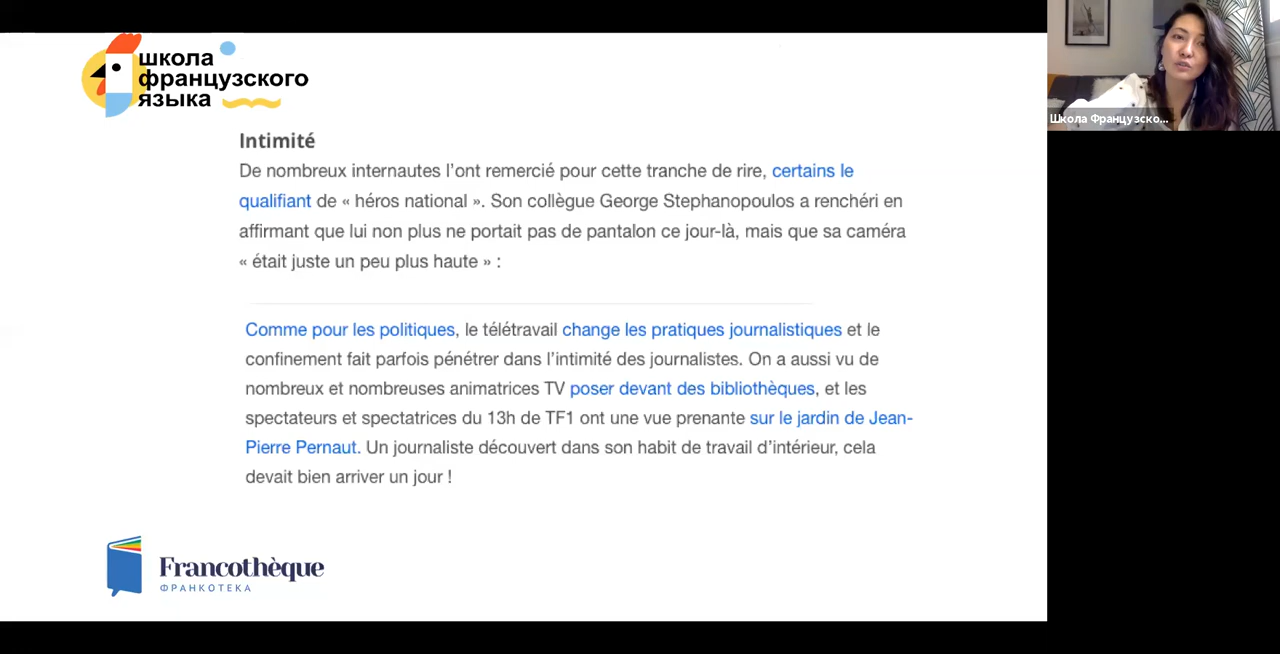 школа
французского
языка
Школа Французско...
Intimité
De nombreux internautes l’ont remercié pour cette tranche de rire, certains le
qualifiant de « héros national ». Son collègue George Stephanopoulos a renchéri en
affirmant que lui non plus ne portait pas de pantalon ce jour-là, mais que sa caméra
« était juste un peu plus haute » :
Comme pour les politiques, le télétravail change les pratiques journalistiques et le
confinement fait parfois pénétrer dans l’intimité des journalistes. On a aussi vu de
nombreux et nombreuses animatrices TV poser devant des bibliothèques, et les
spectateurs et spectatrices du 13h de TF1 ont une vue prenante sur le jardin de Jean-
Pierre Pernaut. Un journaliste découvert dans son habit de travail d’intérieur, cela
devait bien arriver un jour !
Francothèque
ФРАНКОТЕКА